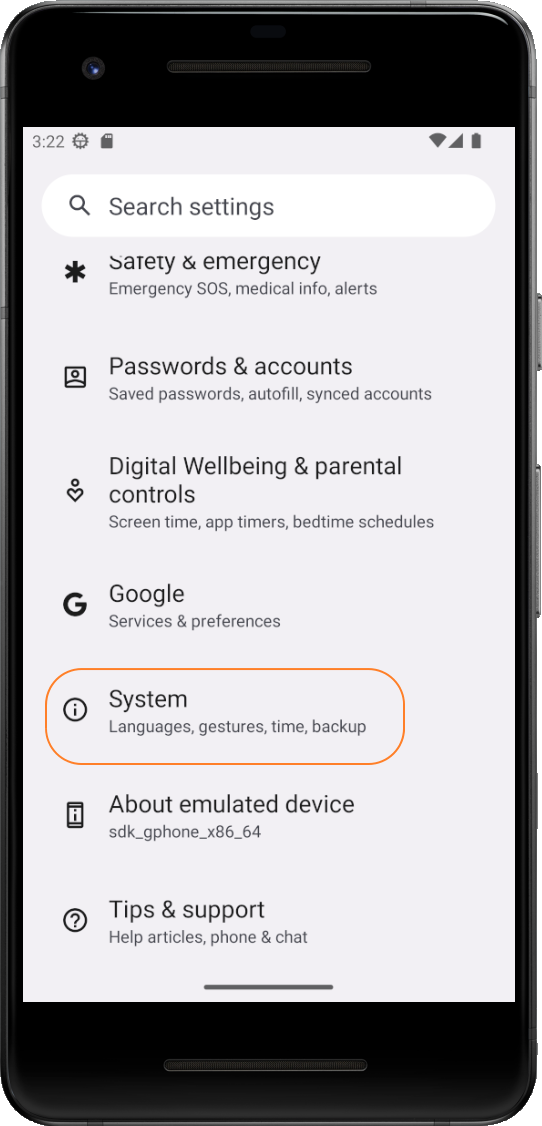 3:22
Search settings
Safety & emergency
Emergency SOS, medical info, alerts
Passwords & accounts
Saved passwords, autofill, synced accounts
Digital Wellbeing & parental
controls
Screen time, app timers, bedtime schedules
Google
Services & preferences
System
Languages, gestures, time, backup
About emulated device
sdk_gphone_x86_64
Tips & support
Help articles, phone & chat